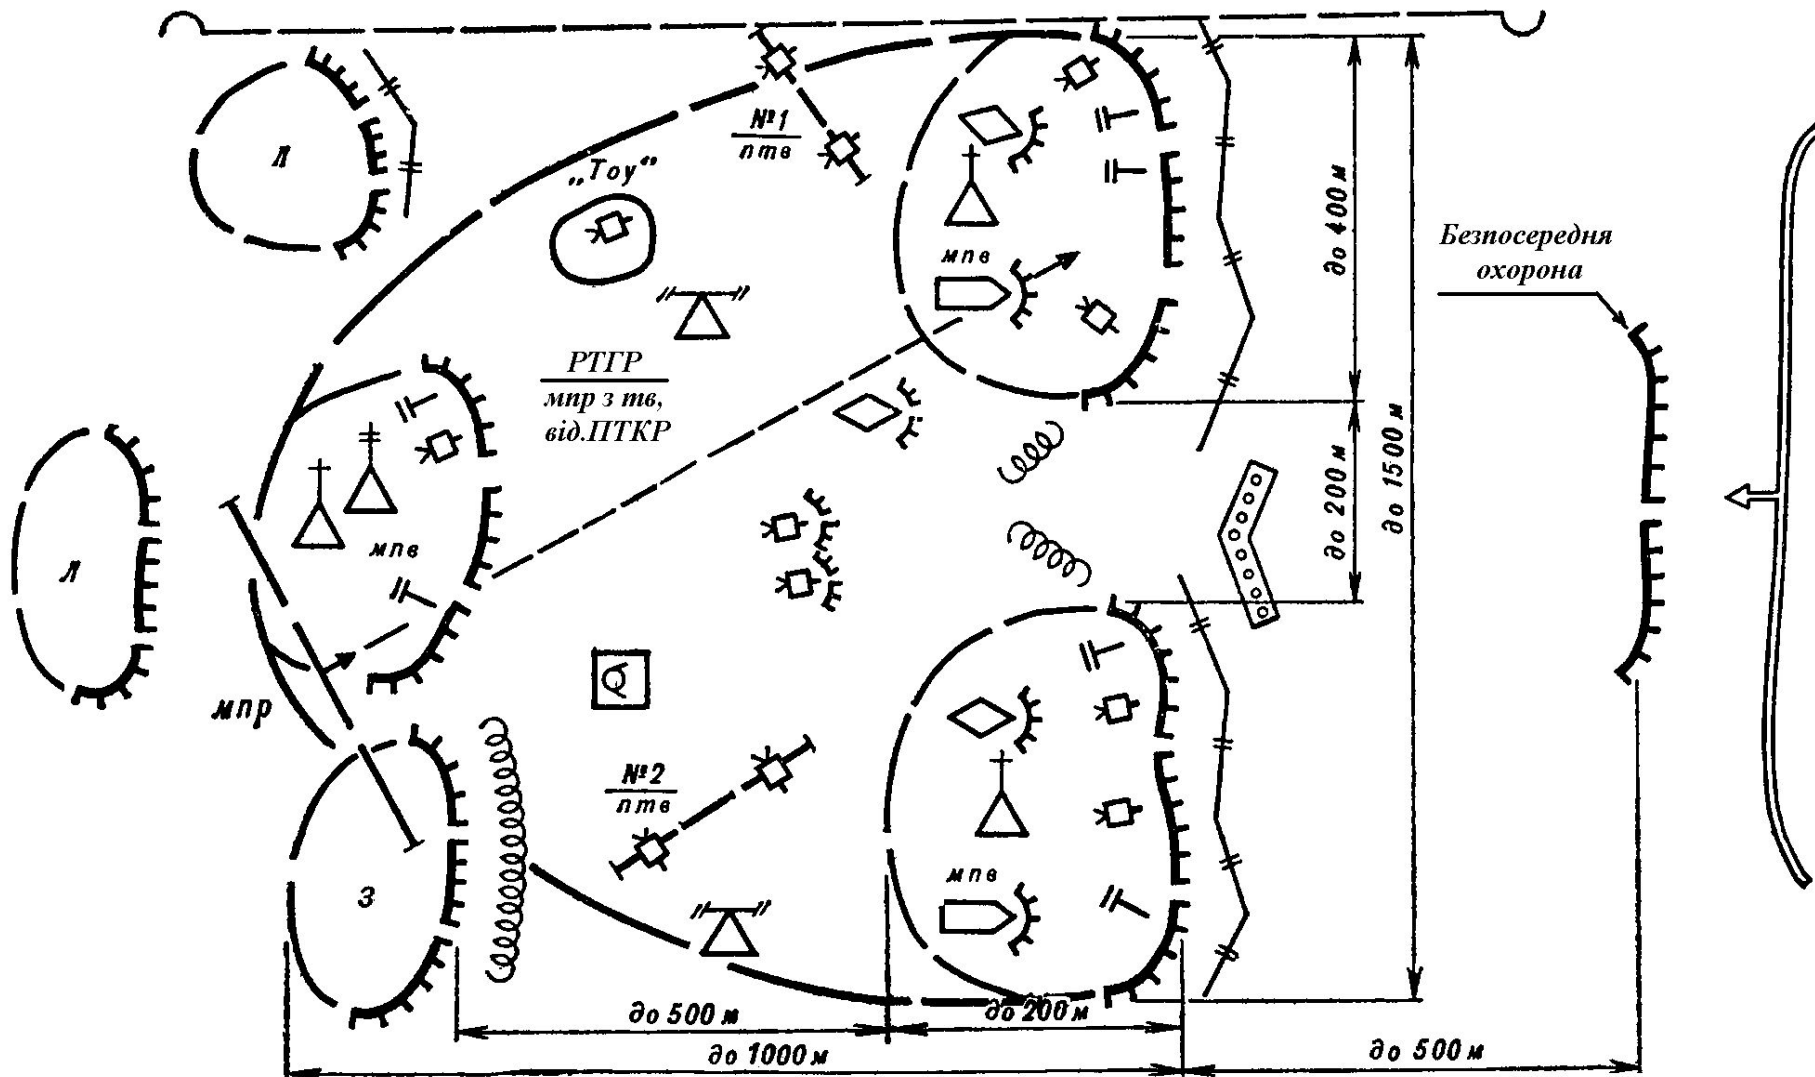 №1
птв
„Тоу“
Л
мпв
до 400 м
Безпосередня
охорона
РТГР
мпр з тв,
від.ПТКР
до 200 м
до 1500 м
Л
мпв
мпр
№2
птв
мпв
З
до 500 м
до 200 м
до 1000 м
до 500 м